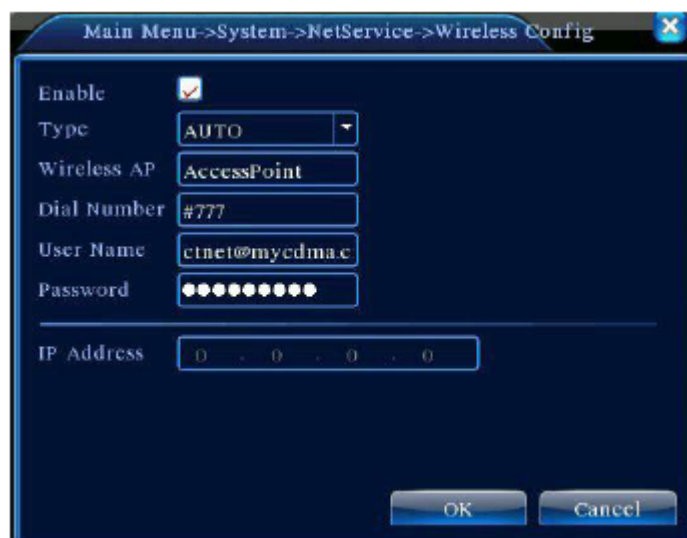 Main Menu->System->NetService->Wireless Config
Enable
Type AUTO
Wireless AP AccessPoint
Dial Number #777
User Name ctnet@mycdma.c
Password ●●●●●●●●●
IP Address 0 . 0 . 0 . 0
OK Cancel